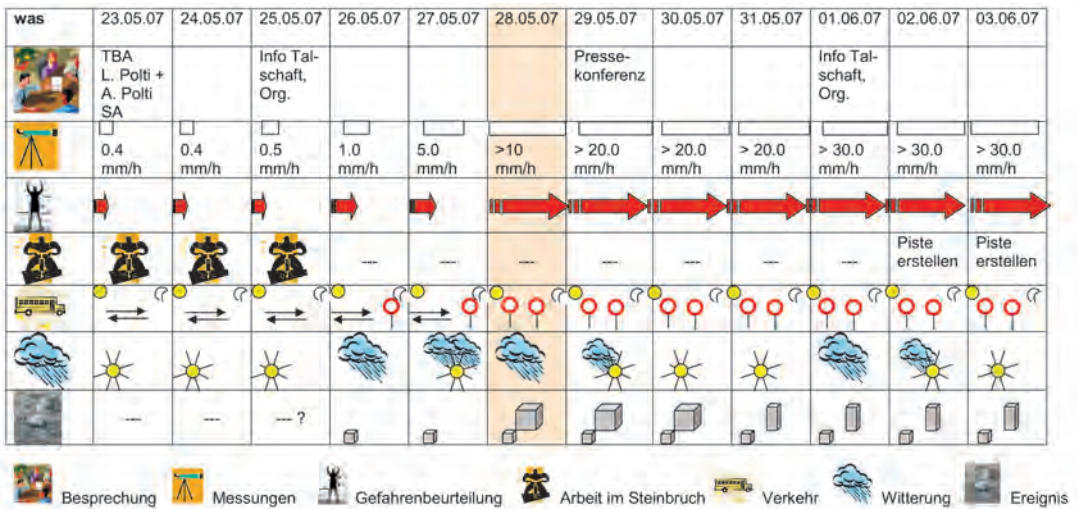 was 23.05.07 24.05.07 25.05.07 26.05.07 27.05.07 28.05.07 29.05.07 30.05.07 31.05.07 01.06.07 02.06.07 03.06.07
TBA
L. Polti +
A. Polti
SA
Info Tal-
schaft,
Org.
Presse-
konferenz
Info Tal-
schaft,
Org.
0.4 0.4 0.5 1.0 5.0 >10 > 20.0 > 20.0 > 20.0 > 30.0 > 30.0 > 30.0
mm/h mm/h mm/h mm/h mm/h mm/h mm/h mm/h mm/h mm/h mm/h mm/h
--- --- --- --- --- --- ---
Piste
erstellen
Piste
erstellen
--- --- --- ?
Besprechung Messungen Gefahrenbeurteilung Arbeit im Steinbruch Verkehr Witterung Ereignis